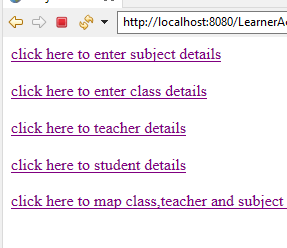 http://localhost:8080/LearnerAc
click here to enter subject details
click here to enter class details
click here to teacher details
click here to student details
click here to map class,teacher and subject